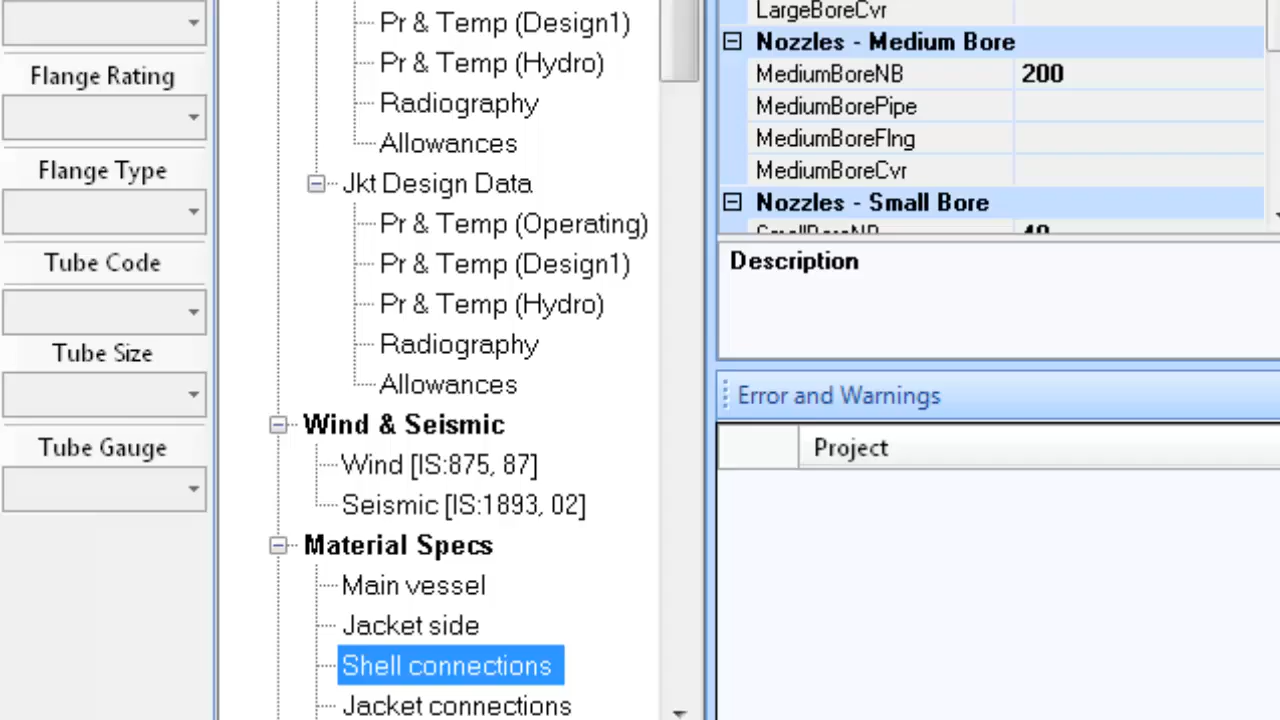 Flange Rating
Flange Type
Tube Code
Tube Size
Tube Gauge
Pr & Temp (Design1)
Pr & Temp (Hydro)
Radiography
Allowances
Jkt Design Data
Pr & Temp (Operating)
Pr & Temp (Design1)
Pr & Temp (Hydro)
Radiography
Allowances
Wind & Seismic
Wind [IS:875, 87]
Seismic [IS:1893, 02]
Material Specs
Main vessel
Jacket side
Shell connections
Jacket connections
LargeBoreCvr
Nozzles - Medium Bore
MediumBoreNB 200
MediumBorePipe
MediumBoreFlng
MediumBoreCvr
Nozzles - Small Bore
SmallBoreNB 40
Description
Error and Warnings
Project